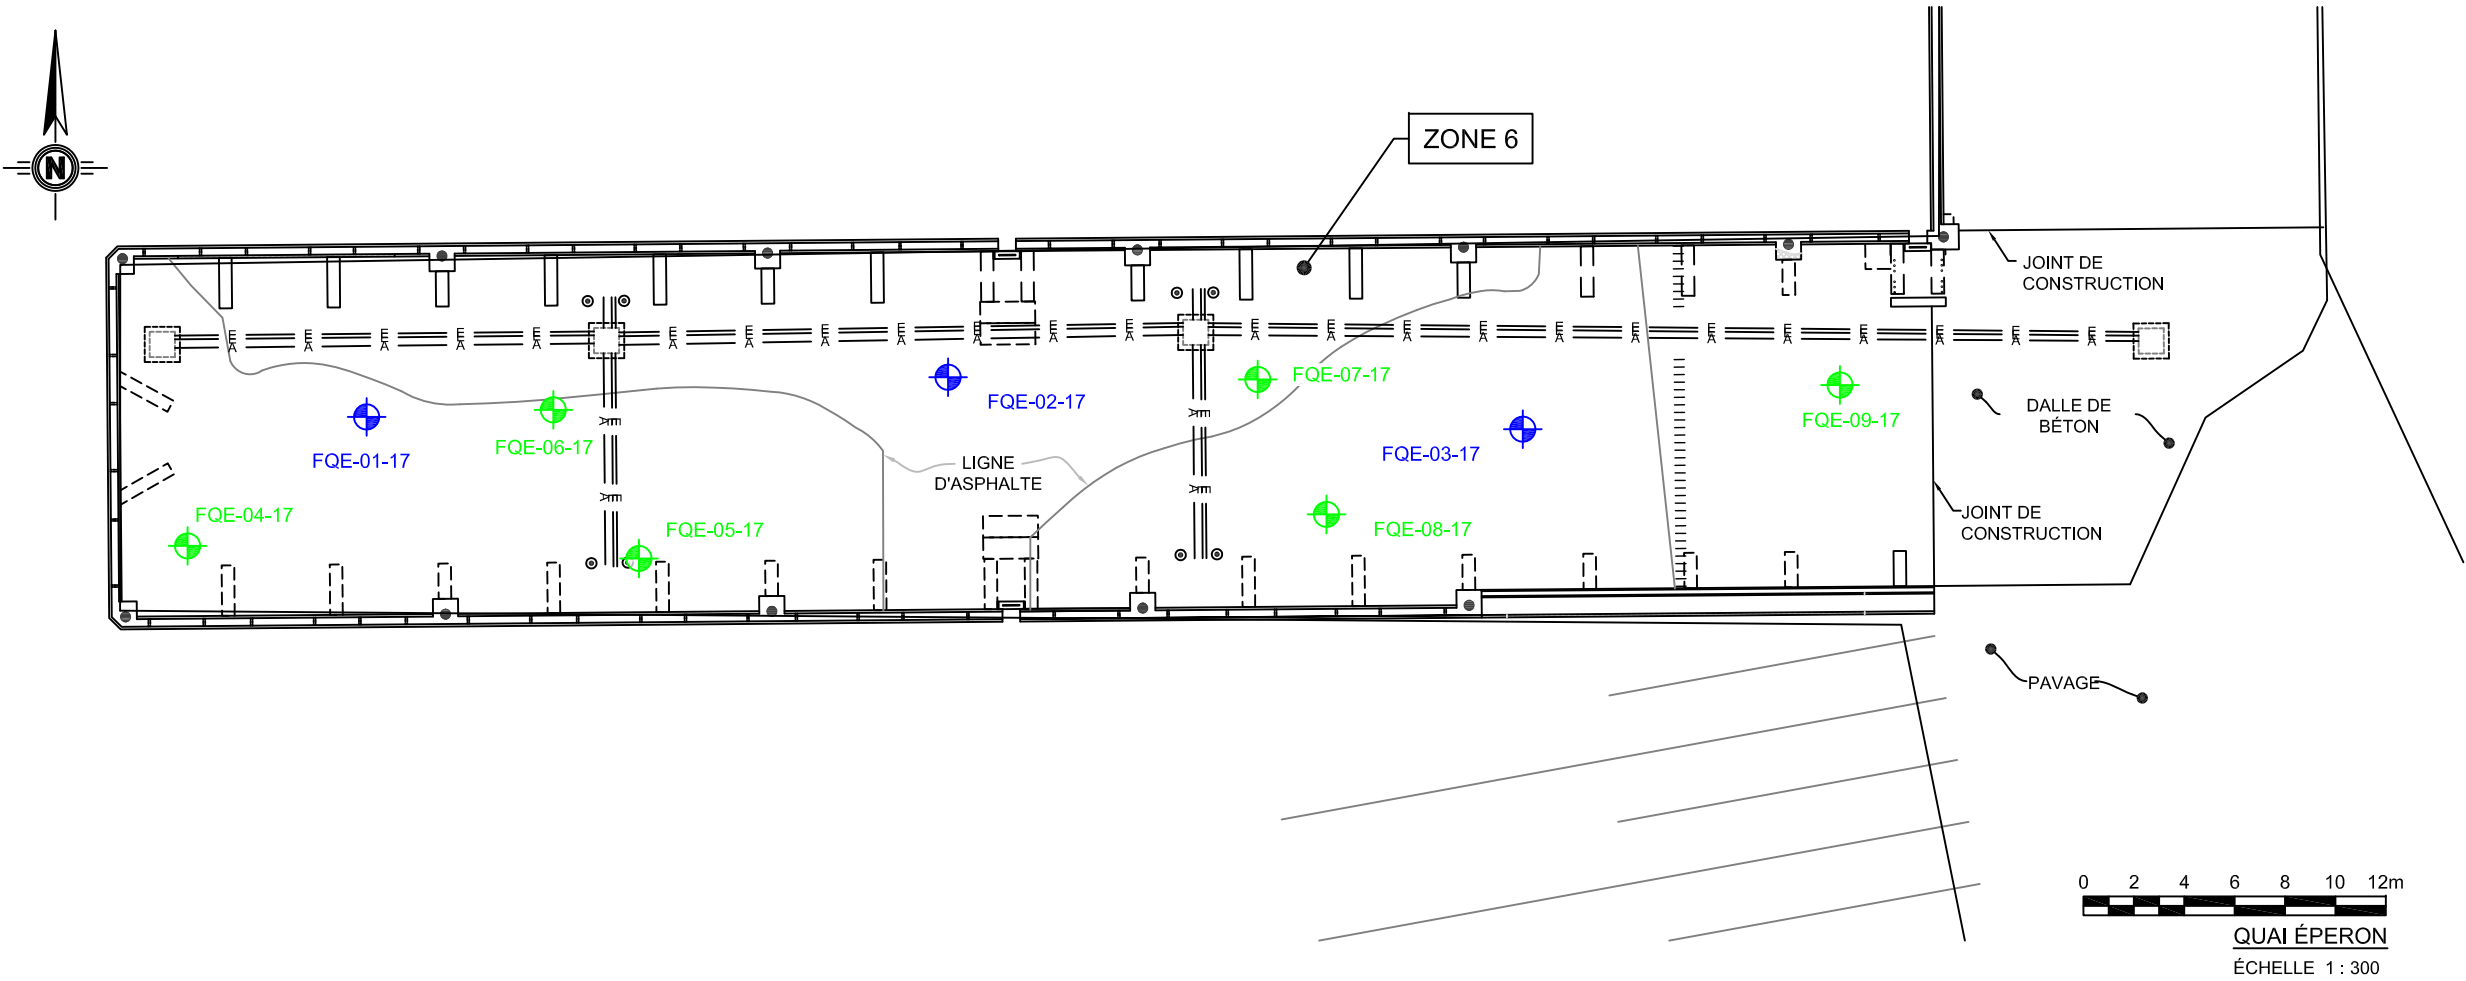 N
ZONE 6
JOINT DE
CONSTRUCTION
FQE-01-17
FQE-06-17
FQE-02-17
FQE-07-17
FQE-03-17
FQE-09-17
DALLE DE
BÉTON
LIGNE
D'ASPHALTE
FQE-04-17
FQE-05-17
FQE-08-17
JOINT DE
CONSTRUCTION
PAVAGE
0 2 4 6 8 10 12m
QUAI ÉPERON
ÉCHELLE 1 : 300